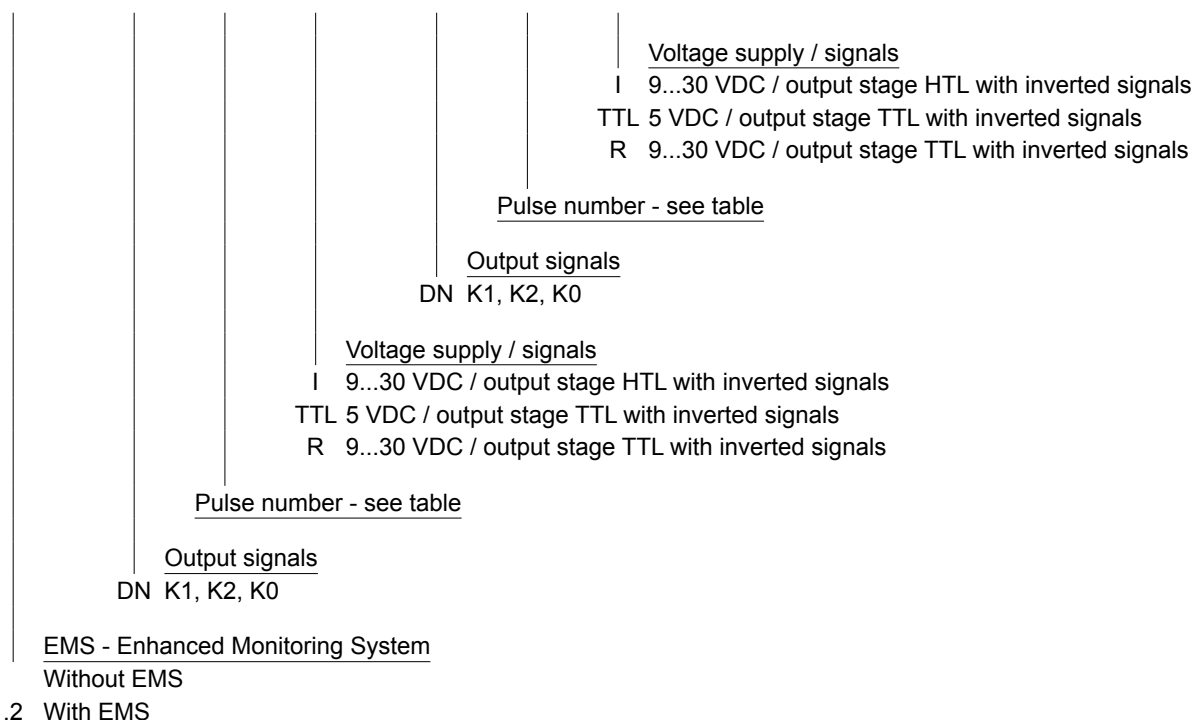 Voltage supply / signals
I 9...30 VDC / output stage HTL with inverted signals
TTL 5 VDC / output stage TTL with inverted signals
R 9...30 VDC / output stage TTL with inverted signals
Pulse number - see table
Output signals
DN K1, K2, K0
Voltage supply / signals
I 9...30 VDC / output stage HTL with inverted signals
TTL 5 VDC / output stage TTL with inverted signals
R 9...30 VDC / output stage TTL with inverted signals
Pulse number - see table
Output signals
DN K1, K2, K0
EMS - Enhanced Monitoring System
Without EMS
.2 With EMS